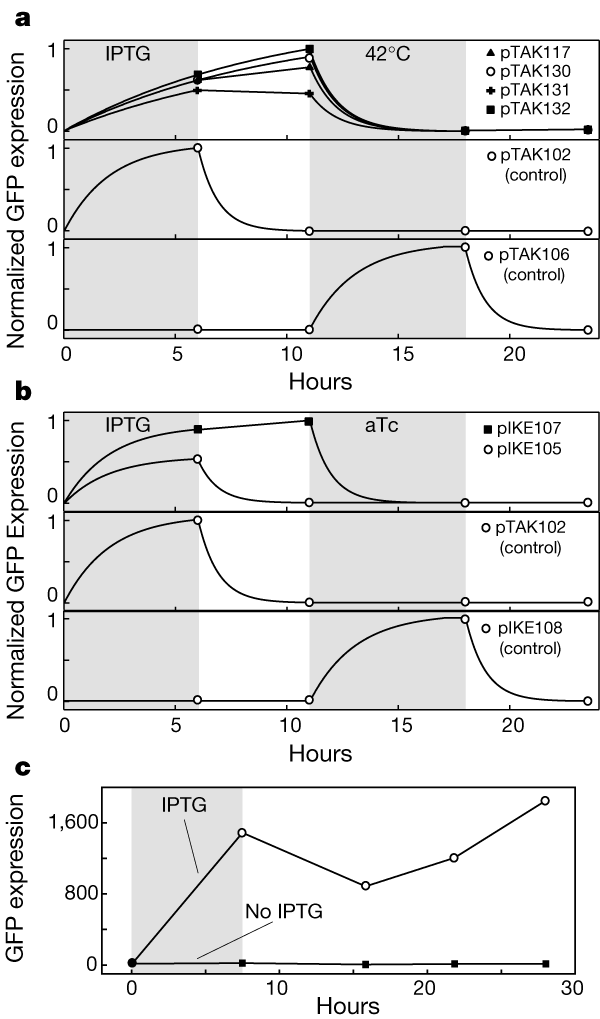 a
IPTG
42°C
pTAK117
pTAK130
pTAK131
pTAK132
1
0
pTAK102
(control)
1
0
pTAK106
(control)
1
0
Normalized GFP expression
0
5
10
15
20
Hours
b
IPTG
aTc
pIKE107
pIKE105
1
0
pTAK102
(control)
1
0
pIKE108
(control)
1
0
Normalized GFP Expression
0
5
10
15
20
Hours
c
IPTG
No IPTG
1,600
800
0
GFP expression
0
10
20
30
Hours